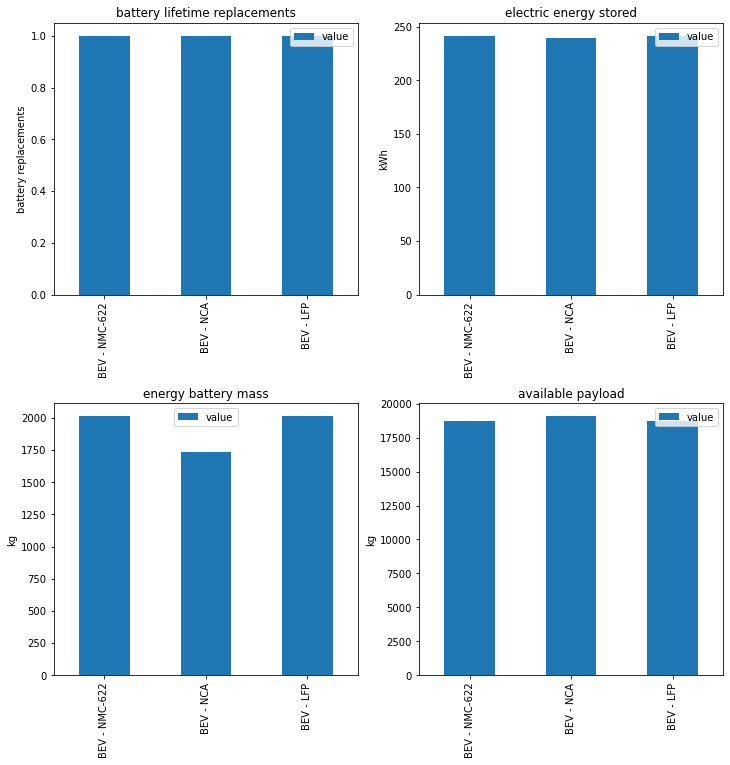 battery lifetime replacements
value
1.0
0.8
0.6
0.4
0.2
0.0
battery replacements
BEV - NMC-622
BEV - NCA
BEV - LFP
electric energy stored
value
250
200
150
100
50
0
kWh
BEV - NMC-622
BEV - NCA
BEV - LFP
energy battery mass
value
2000
1750
1500
1250
1000
750
500
250
0
kg
BEV - NMC-622
BEV - NCA
BEV - LFP
available payload
value
20000
17500
15000
12500
10000
7500
5000
2500
0
kg
BEV - NMC-622
BEV - NCA
BEV - LFP